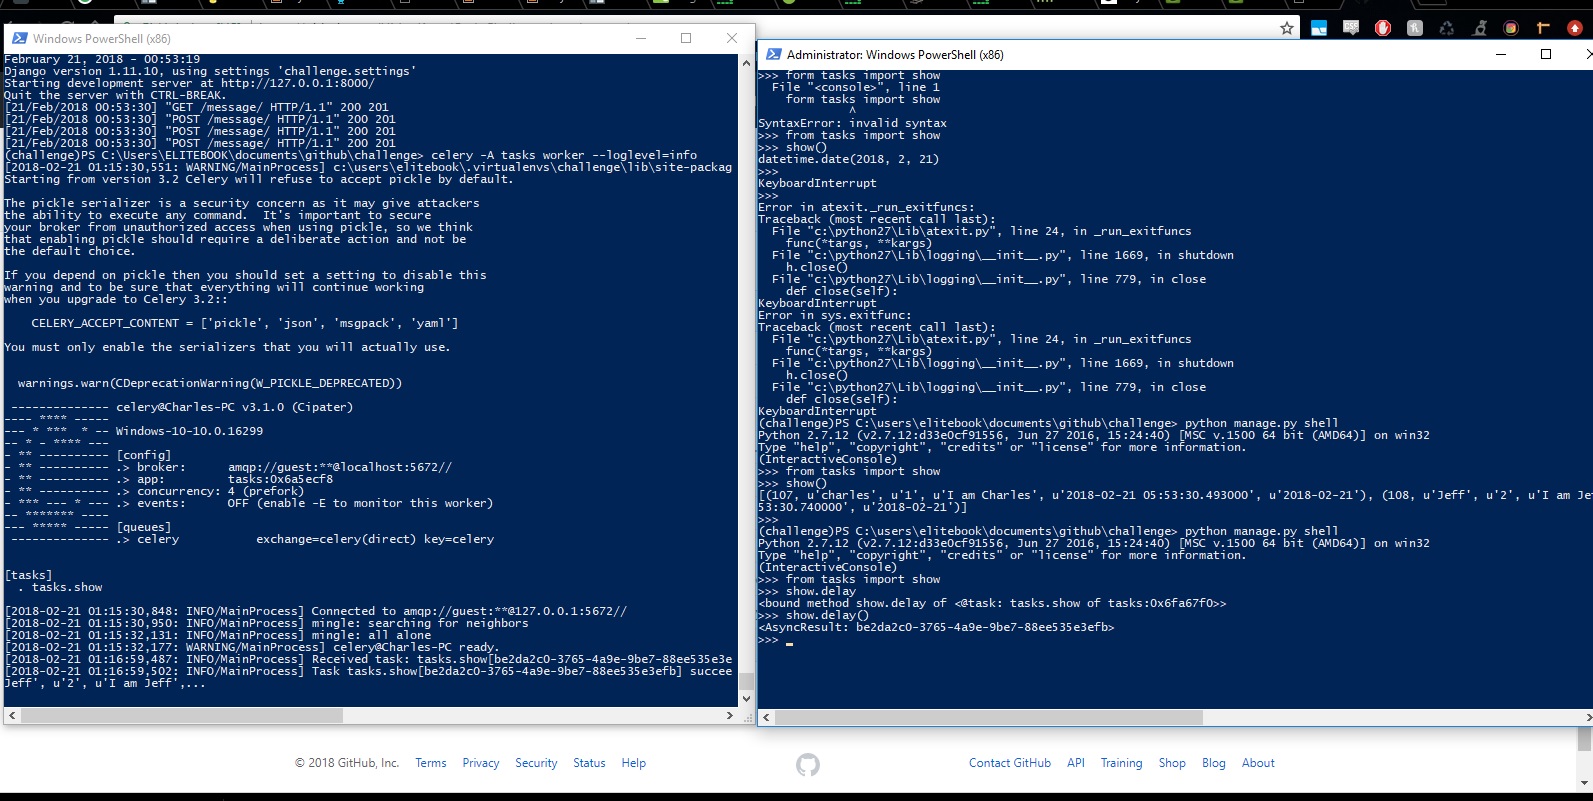 Windows PowerShell (x86)
February 21, 2018 - 00:53:19
Django version 1.11.10, using settings 'challenge.settings'
Starting development server at http://127.0.0.1:8000/
Quit the server with CTRL-BREAK.
[21/Feb/2018 00:53:30] "GET /message/ HTTP/1.1" 200 201
[21/Feb/2018 00:53:30] "POST /message/ HTTP/1.1" 200 201
[21/Feb/2018 00:53:30] "POST /message/ HTTP/1.1" 200 201
[21/Feb/2018 00:53:30] "POST /message/ HTTP/1.1" 200 201
(challenge)PS C:\Users\ELITEBOOK\documents\github\challenge> celery -A tasks worker --loglevel=info
[2018-02-21 01:15:30,551: WARNING/MainProcess] c:\users\elitebook\.virtualenvs\challenge\lib\site-packag
Starting from version 3.2 Celery will refuse to accept pickle by default.
The pickle serializer is a security concern as it may give attackers
the ability to execute any command.  It's important to secure
your broker from unauthorized access when using pickle, so we think
that enabling pickle should require a deliberate action and not be
the default choice.
If you depend on pickle then you should set a setting to disable this
warning and to be sure that everything will continue working
when you upgrade to Celery 3.2::
    CELERY_ACCEPT_CONTENT = ['pickle', 'json', 'msgpack', 'yaml']
You must only enable the serializers that you will actually use.
  warnings.warn(CDeprecationWarning(W_PICKLE_DEPRECATED))
 -------------- celery@Charles-PC v3.1.0 (Cipater)
---- **** -----
--- * ***  * -- Windows-10-10.0.16299
-- * - **** ---
- ** ---------- [config]
- ** ---------- .> broker:      amqp://guest:**@localhost:5672//
- ** ---------- .> app:         tasks:0x6a5ecf8
- ** ---------- .> concurrency: 4 (prefork)
- *** --- * --- .> events:      OFF (enable -E to monitor this worker)
-- ******* ----
--- ***** ----- [queues]
 -------------- .> celery           exchange=celery(direct) key=celery
[tasks]
  . tasks.show
[2018-02-21 01:15:30,848: INFO/MainProcess] Connected to amqp://guest:**@127.0.0.1:5672//
[2018-02-21 01:15:30,950: INFO/MainProcess] mingle: searching for neighbors
[2018-02-21 01:15:32,131: INFO/MainProcess] mingle: all alone
[2018-02-21 01:15:32,177: WARNING/MainProcess] celery@Charles-PC ready.
[2018-02-21 01:16:59,487: INFO/MainProcess] Received task: tasks.show[be2da2c0-3765-4a9e-9be7-88ee535e3e
[2018-02-21 01:16:59,502: INFO/MainProcess] Task tasks.show[be2da2c0-3765-4a9e-9be7-88ee535e3efb] succee
Jeff', u'2', u'I am Jeff',...
Administrator: Windows PowerShell (x86)
>>> form tasks import show
  File "<console>", line 1
    form tasks import show
             ^
SyntaxError: invalid syntax
>>> from tasks import show
>>> show()
datetime.date(2018, 2, 21)
>>>
KeyboardInterrupt
>>>
Error in atexit._run_exitfuncs:
Traceback (most recent call last):
  File "c:\python27\Lib\atexit.py", line 24, in _run_exitfuncs
    func(*targs, **kargs)
  File "c:\python27\Lib\logging\__init__.py", line 1669, in shutdown
    h.close()
  File "c:\python27\Lib\logging\__init__.py", line 779, in close
    def close(self):
KeyboardInterrupt
Error in sys.exitfunc:
Traceback (most recent call last):
  File "c:\python27\Lib\atexit.py", line 24, in _run_exitfuncs
    func(*targs, **kargs)
  File "c:\python27\Lib\logging\__init__.py", line 1669, in shutdown
    h.close()
  File "c:\python27\Lib\logging\__init__.py", line 779, in close
    def close(self):
KeyboardInterrupt
(challenge)PS C:\users\elitebook\documents\github\challenge> python manage.py shell
Python 2.7.12 (v2.7.12:d33e0cf91556, Jun 27 2016, 15:24:40) [MSC v.1500 64 bit (AMD64)] on win32
Type "help", "copyright", "credits" or "license" for more information.
(InteractiveConsole)
>>> from tasks import show
>>> show()
[(107, u'charles', u'1', u'I am Charles', u'2018-02-21 05:53:30.493000', u'2018-02-21'), (108, u'Jeff', u'2', u'I am Je
53:30.740000', u'2018-02-21')]
>>>
(challenge)PS C:\users\elitebook\documents\github\challenge> python manage.py shell
Python 2.7.12 (v2.7.12:d33e0cf91556, Jun 27 2016, 15:24:40) [MSC v.1500 64 bit (AMD64)] on win32
Type "help", "copyright", "credits" or "license" for more information.
(InteractiveConsole)
>>> from tasks import show
>>> show.delay
<bound method show.delay of <@task: tasks.show of tasks:0x6fa67f0>>
>>> show.delay()
<AsyncResult: be2da2c0-3765-4a9e-9be7-88ee535e3efb>
>>>
© 2018 GitHub, Inc. Terms Privacy Security Status Help Contact GitHub API Training Shop Blog About